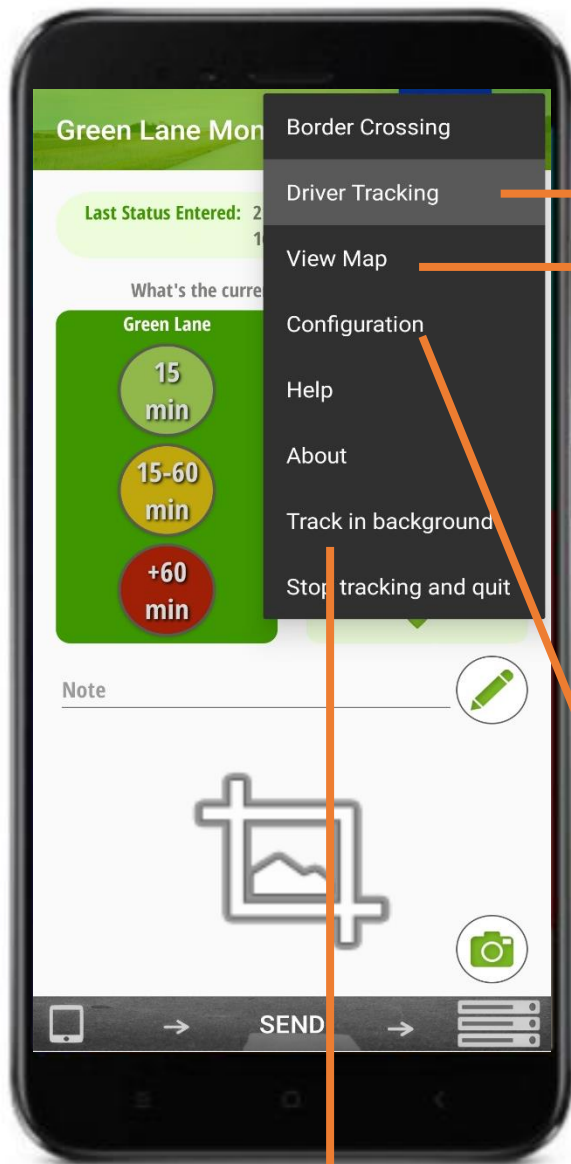 Green Lane Mon
Border Crossing
Driver Tracking
View Map
Configuration
Help
About
Track in background
Stop tracking and quit
Last Status Entered: 2
1
What's the curre
Green Lane
15
min
15-60
min
+60
min
Note
SEND